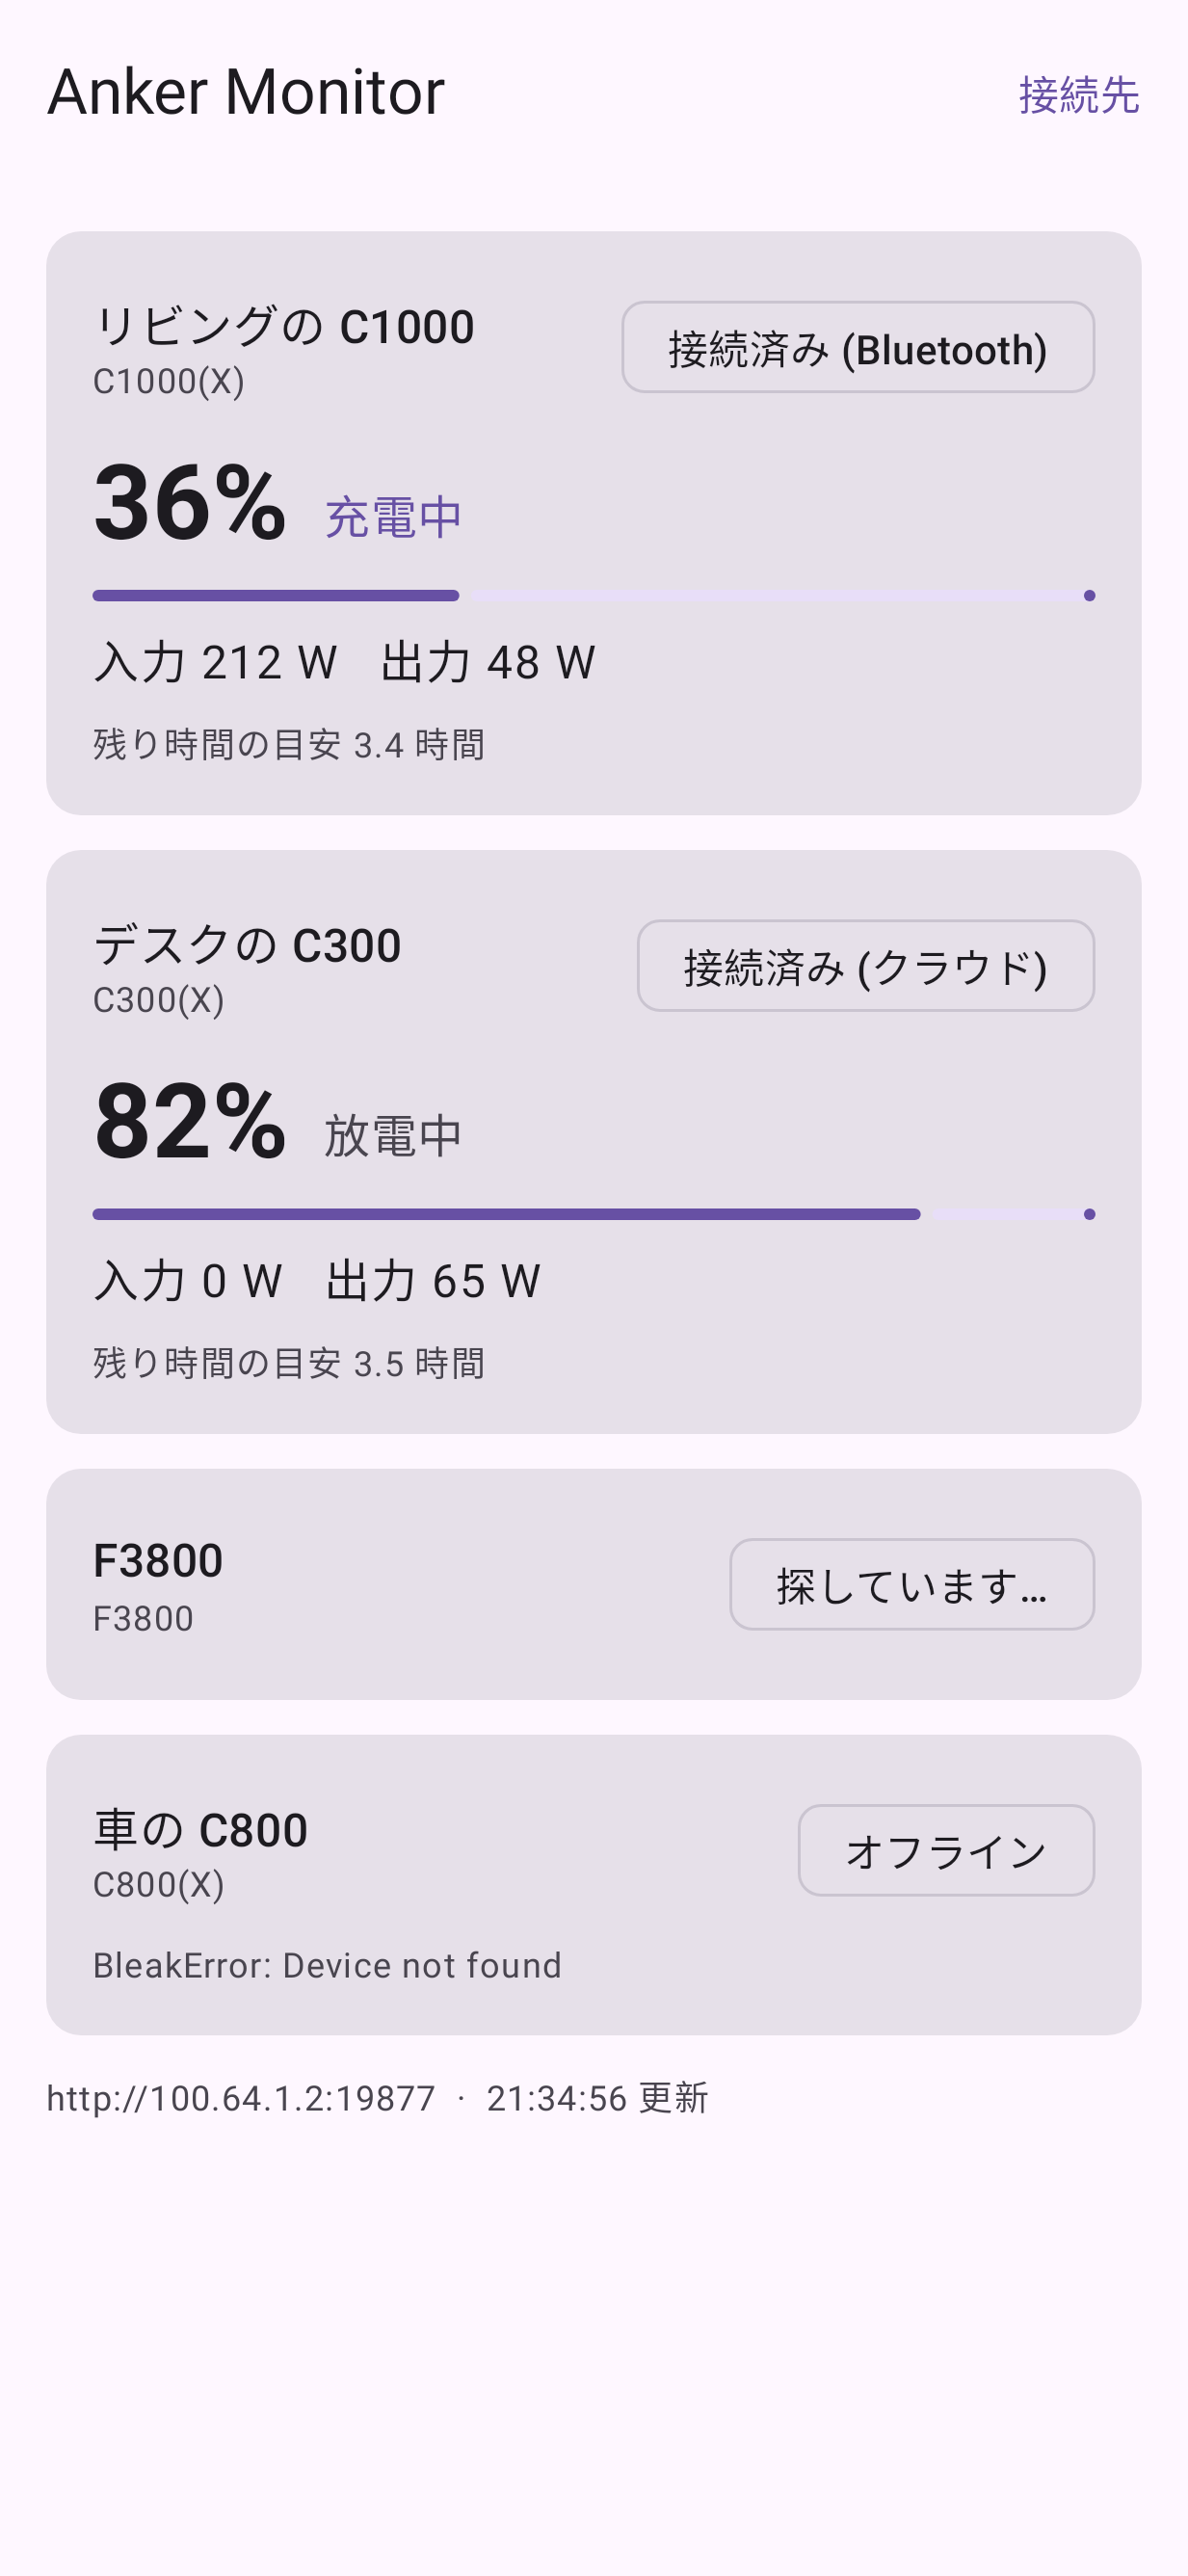 Anker Monitor
接続先
リビングの C1000
接続済み (Bluetooth)
C1000(X)
36% 充電中
入力 212 W 出力 48 W
残り時間の目安 3.4 時間
デスクの C300
接続済み (クラウド)
C300(X)
82% 放電中
入力 0 W 出力 65 W
残り時間の目安 3.5 時間
F3800
探しています…
F3800
車の C800
オフライン
C800(X)
BleakError: Device not found
http://100.64.1.2:19877 · 21:34:56 更新